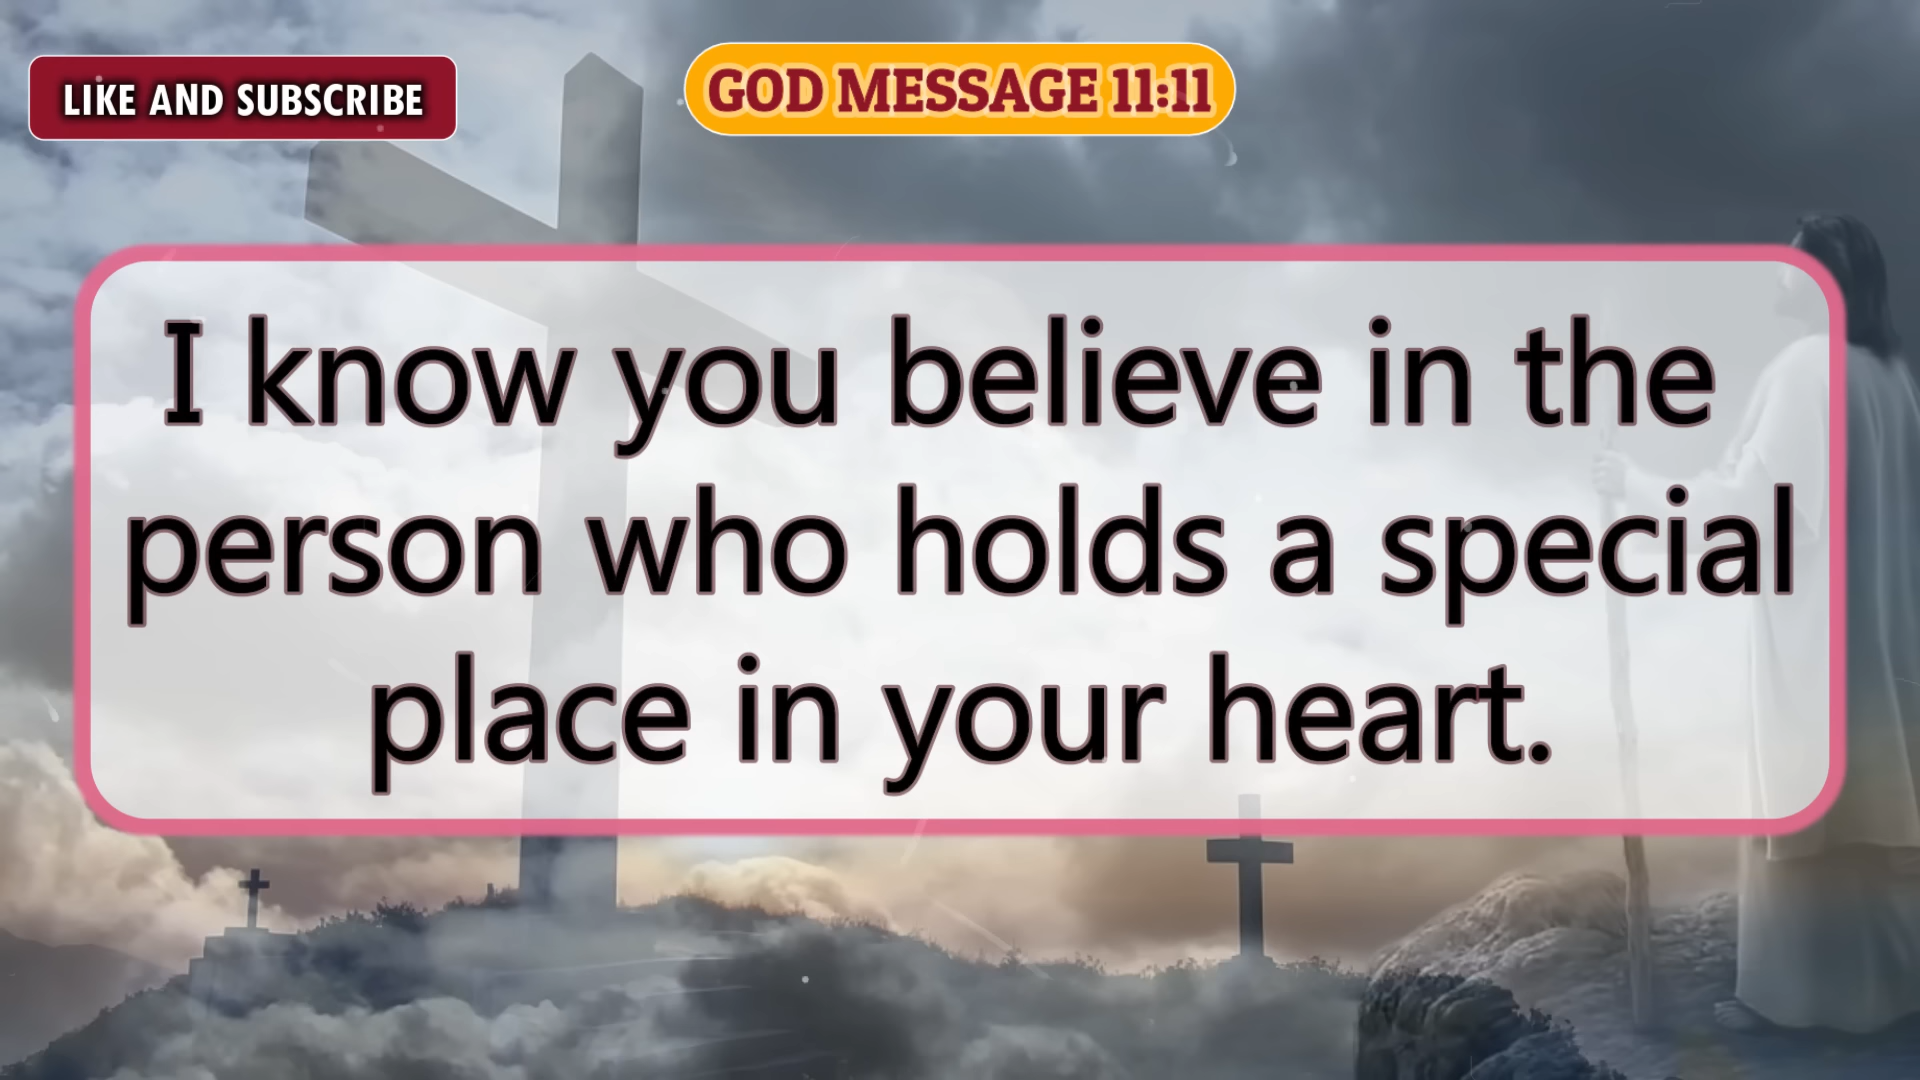 LIKE AND SUBSCRIBE
GOD MESSAGE 11:11
I know you believe in the
person who holds a special
place in your heart.